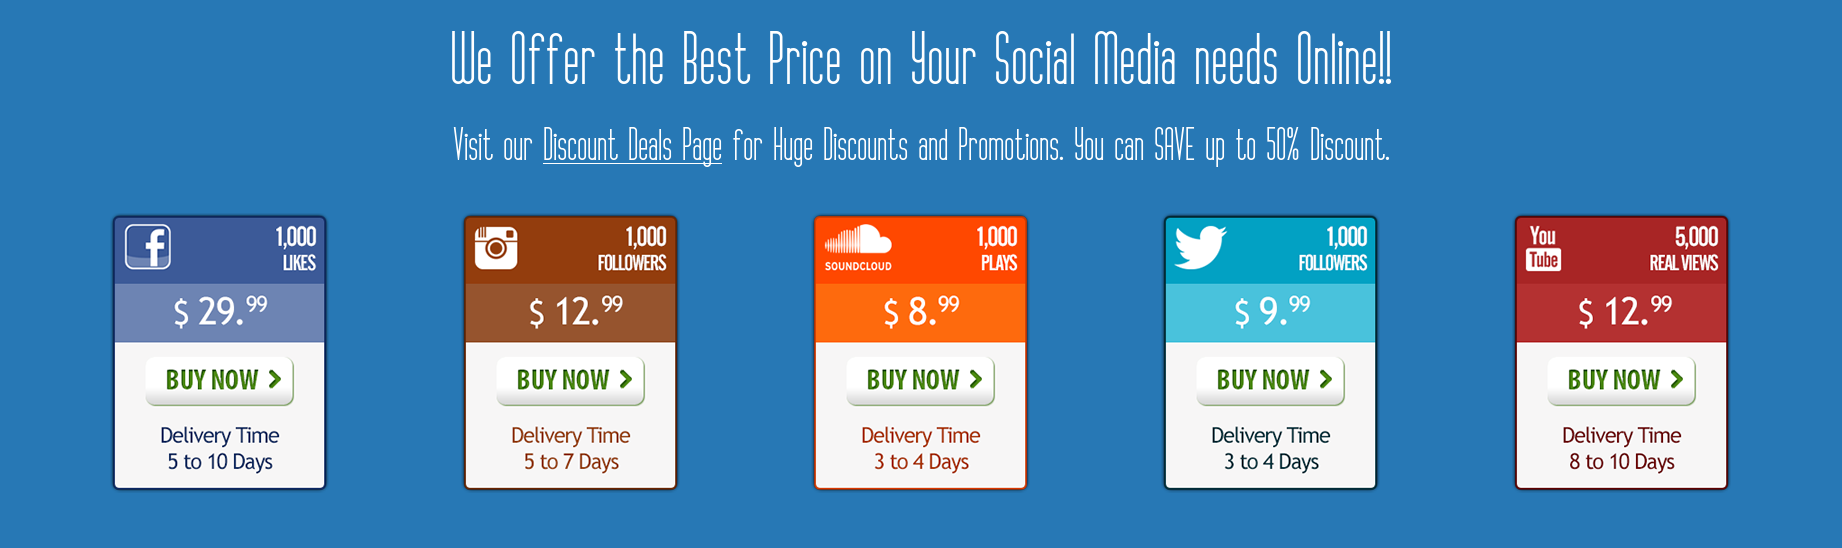 We Offer the Best Price on Your Social Media needs Online!!
Visit our Discount Deals Page for Huge Discounts and Promotions. You can SAVE up to 50% Discount.
f
1,000
LIKES
$ 29.99
BUY NOW
Delivery Time
5 to 10 Days
1,000
FOLLOWERS
$ 12.99
BUY NOW
Delivery Time
5 to 7 Days
SOUNDCLOUD
1,000
PLAYS
$ 8.99
BUY NOW
Delivery Time
3 to 4 Days
1,000
FOLLOWERS
$ 9.99
BUY NOW
Delivery Time
3 to 4 Days
You
Tube
5,000
REAL VIEWS
$ 12.99
BUY NOW
Delivery Time
8 to 10 Days